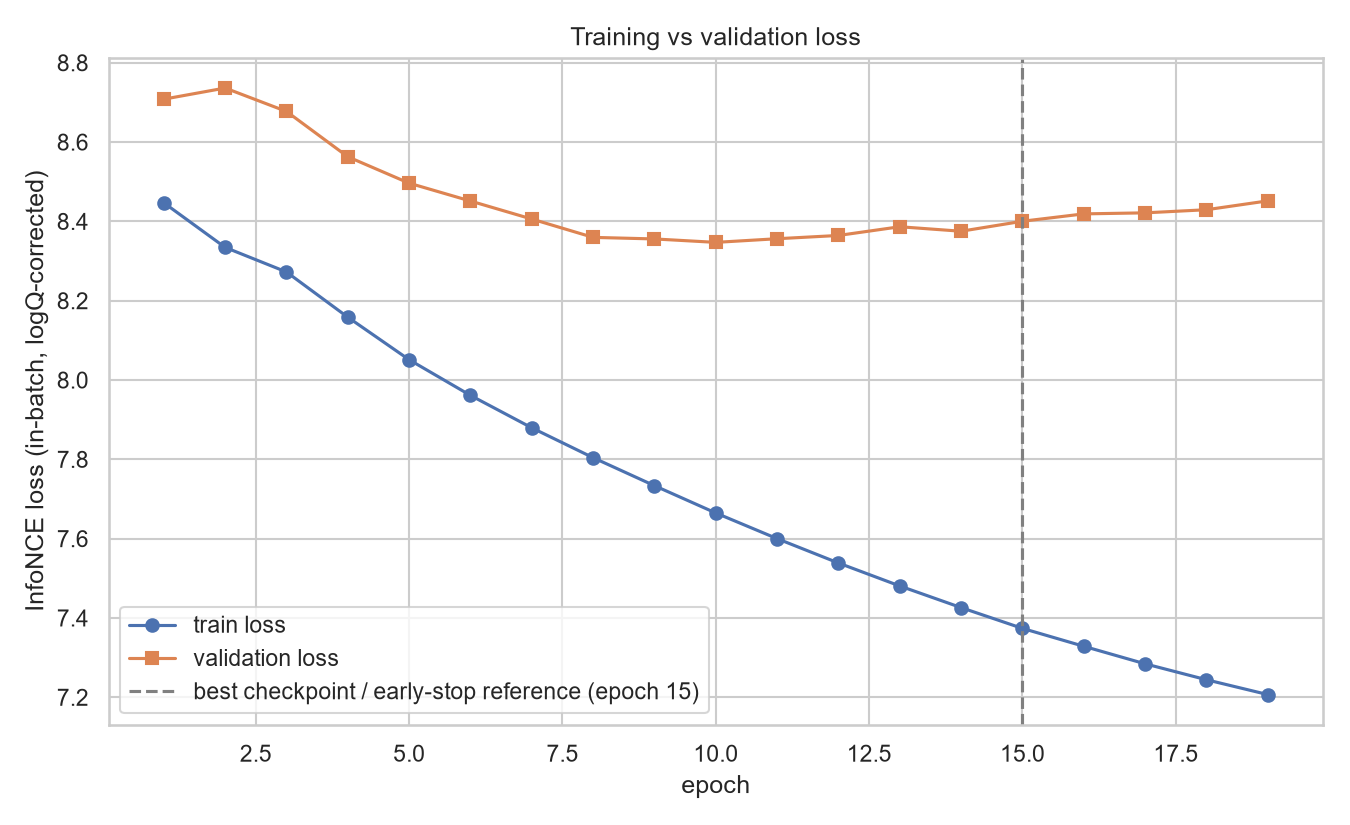 Training vs validation loss
InfoNCE loss (in-batch, logQ-corrected)
8.8
8.6
8.4
8.2
8.0
7.8
7.6
7.4
7.2
train loss
validation loss
best checkpoint / early-stop reference (epoch 15)
2.5 5.0 7.5 10.0 12.5 15.0 17.5
epoch